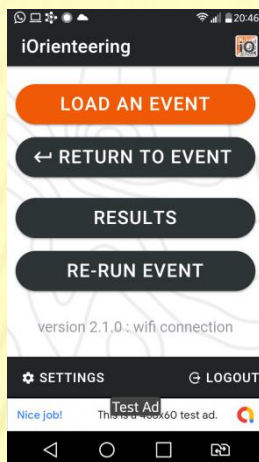 20:46
iOrienteering
iO
LOAD AN EVENT
← RETURN TO EVENT
RESULTS
RE-RUN EVENT
version 2.1.0 : wifi connection
SETTINGS LOGOUT
Test Ad
Nice job! This is a 468x60 test ad.